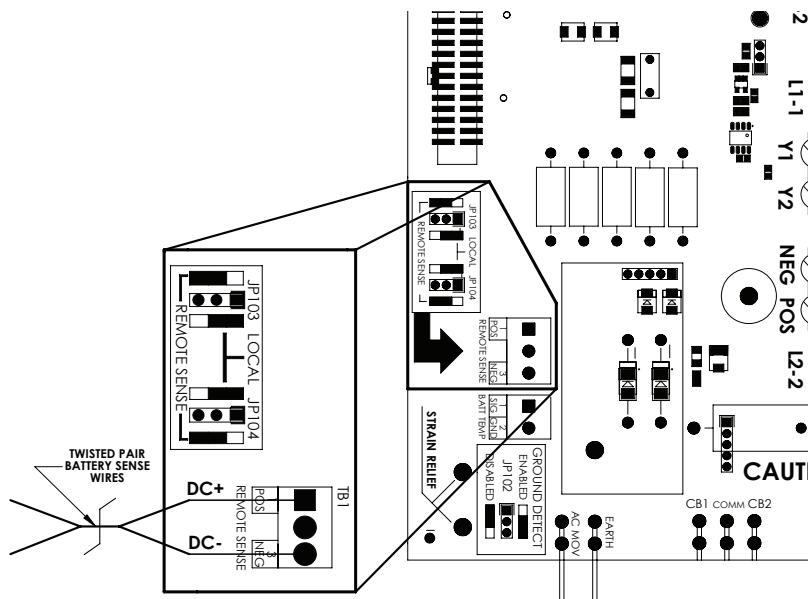 -2
L1-1
Y1
Y2
NEG POS
L2-2
JP103
LOCAL
REMOTE SENSE
JP104
POS
1
REMOTE SENSE
NEG
3
SIG
1
GND
2
BATT TEMP
STRAIN RELIEF
GROUND DETECT
ENABLED
JP102
DISABLED
AC MOV
EARTH
CB1 COMM CB2
CAUTI
JP103
LOCAL
REMOTE SENSE
JP104
TWISTED PAIR
BATTERY SENSE
WIRES
DC+
DC-
TB1
POS
REMOTE SENSE
NEG
3